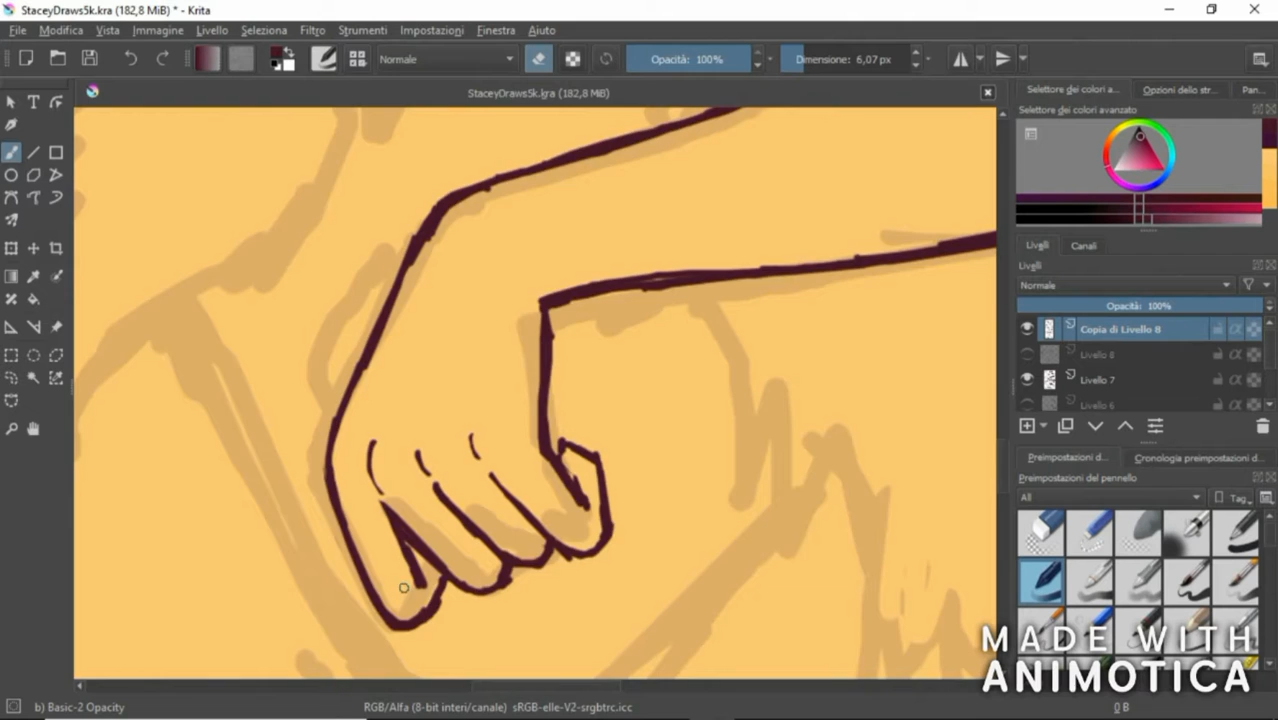 StaceyDraws5k.kra (182,8 MiB) * - Krita
File Modifica Vista Immagine Livello Seleziona Filtro Strumenti Impostazioni Finestra Aiuto
Normale
Opacità: 100%
Dimensione: 6,07 px
StaceyDraws5k.kra (182,8 MiB)
Selettore dei colori a... Opzioni dello str... Pan...
Selettore dei colori avanzato
Livelli Canali
Livelli
Normale
Opacità: 100%
Copia di Livello 8
Livello 8
Livello 7
Livello 6
Preimpostazioni d... Cronologia preimpostazioni d...
Preimpostazioni del pennello
All Tag
MADE WITH
ANIMOTICA
b) Basic-2 Opacity RGB/Alfa (8-bit interi/canale) sRGB-elle-V2-srgbtrc.icc 0 B